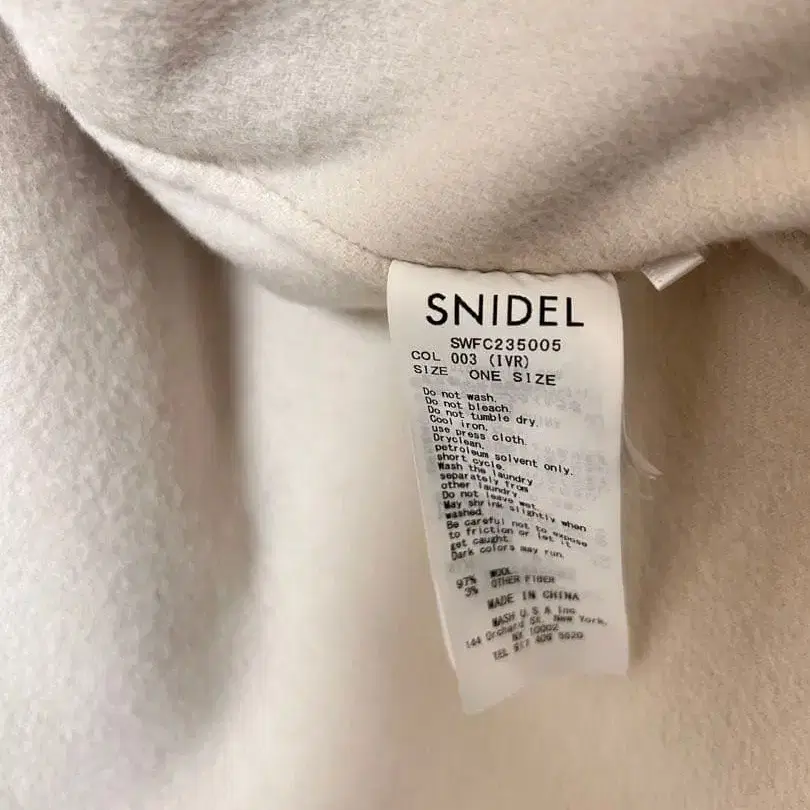 SNIDEL
SWFC235005
COL 003 (IVR)
SIZE ONE SIZE
Do not wash.
Do not bleach.
Do not tumble dry.
Cool iron.
use press cloth.
Dryclean.
petroleum solvent only.
short cycle.
Wash the laundry
separately from
other laundry.
Do not leave wet.
May shrink slightly when
washed.
Be careful not to expose
to friction or let it
get caught.
Dark colors may run.
97% WOOL
3% OTHER FIBER
MADE IN CHINA
MASH U.S.A Inc.
144 Orchard St. New York,
NY 10002
TEL